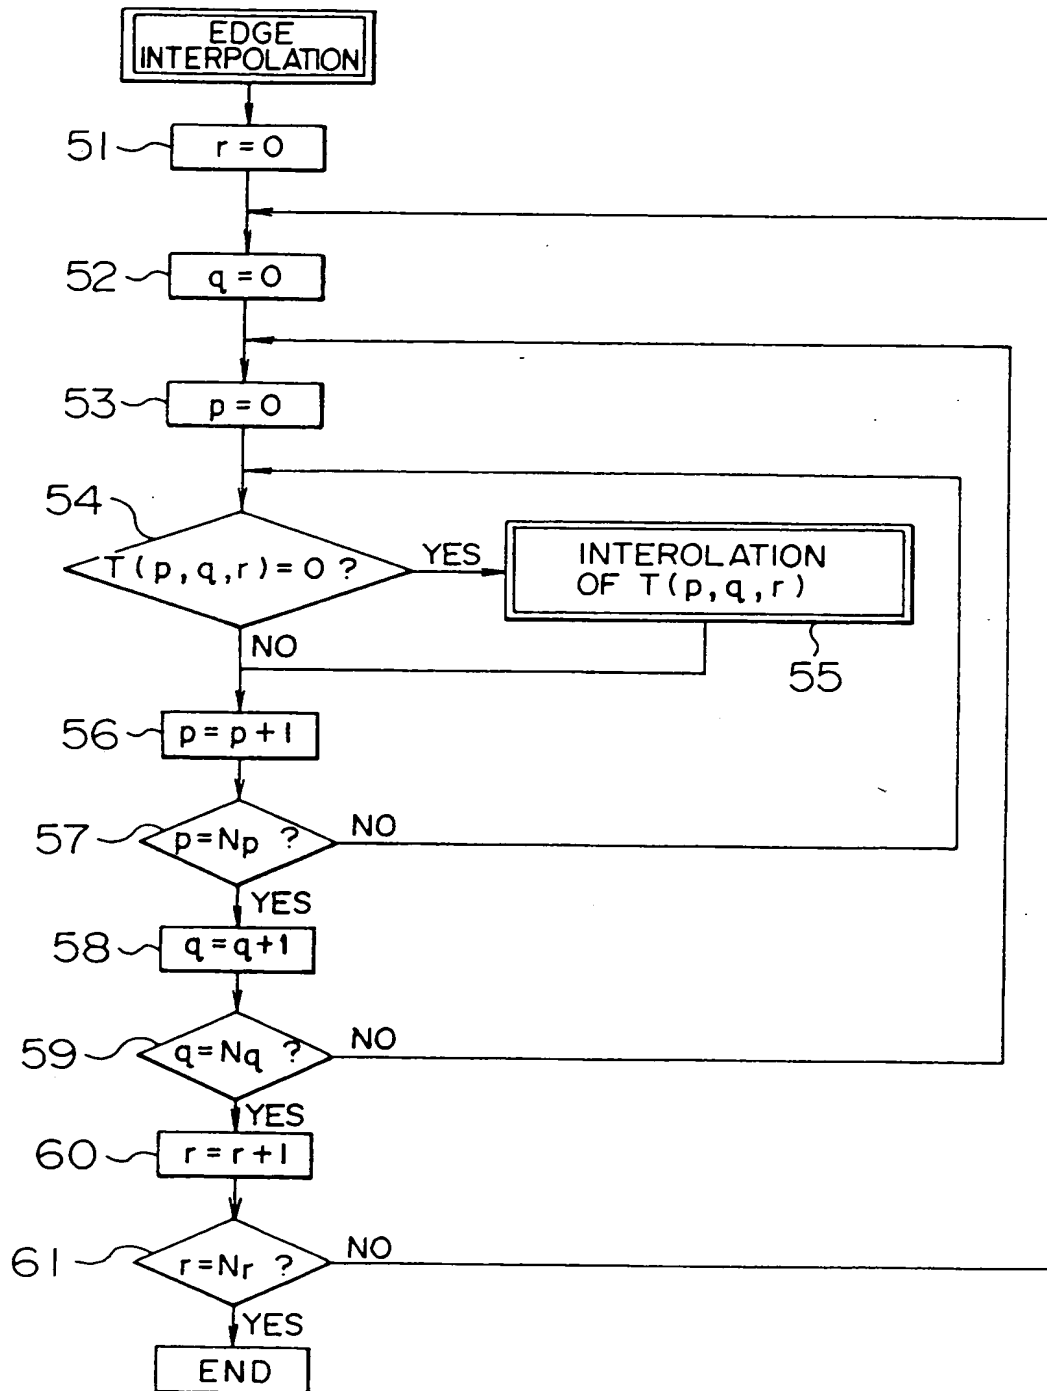 EDGE
INTERPOLATION
51
r = 0
52
q = 0
53
p = 0
54
T(p,q,r)=0 ?
YES
INTEROLATION
OF T(p,q,r)
NO
55
56
p = p+1
57
p=Np ?
NO
YES
58
q=q+1
59
q=Nq ?
NO
YES
60
r=r+1
61
r=Nr ?
NO
YES
END